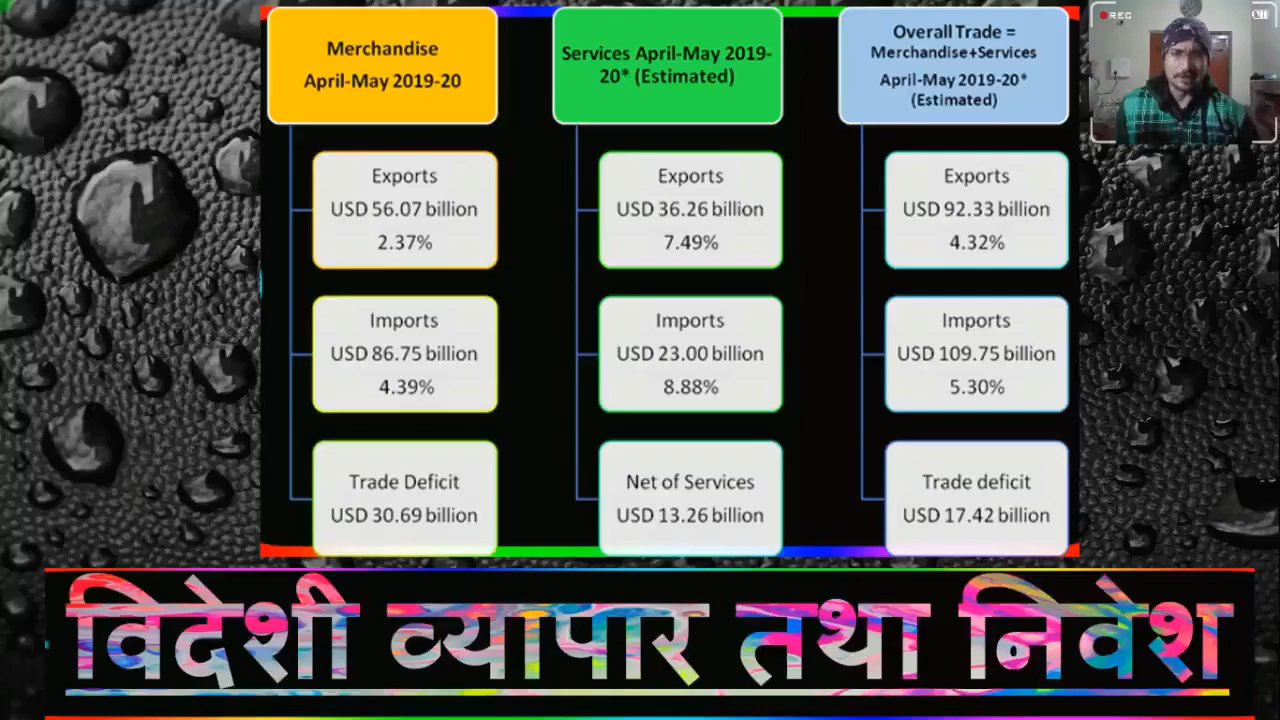 Merchandise
April-May 2019-20
Exports
USD 56.07 billion
2.37%
Imports
USD 86.75 billion
4.39%
Trade Deficit
USD 30.69 billion
Services April-May 2019-
20* (Estimated)
Exports
USD 36.26 billion
7.49%
Imports
USD 23.00 billion
8.88%
Net of Services
USD 13.26 billion
Overall Trade =
Merchandise+Services
April-May 2019-20*
(Estimated)
Exports
USD 92.33 billion
4.32%
Imports
USD 109.75 billion
5.30%
Trade deficit
USD 17.42 billion
REC
विदेशी व्यापार तथा निवेश